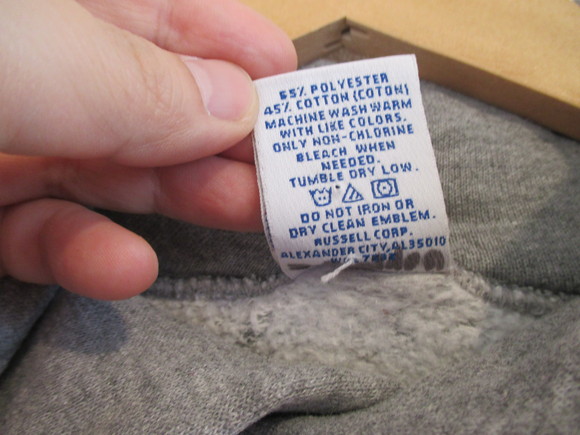 55% POLYESTER
45% COTTON (COTON)
MACHINE WASH WARM
WITH LIKE COLORS.
ONLY NON-CHLORINE
BLEACH WHEN
NEEDED.
TUMBLE DRY LOW.
DO NOT IRON OR
DRY CLEAN EMBLEM.
RUSSELL CORP.
ALEXANDER CITY,AL35010